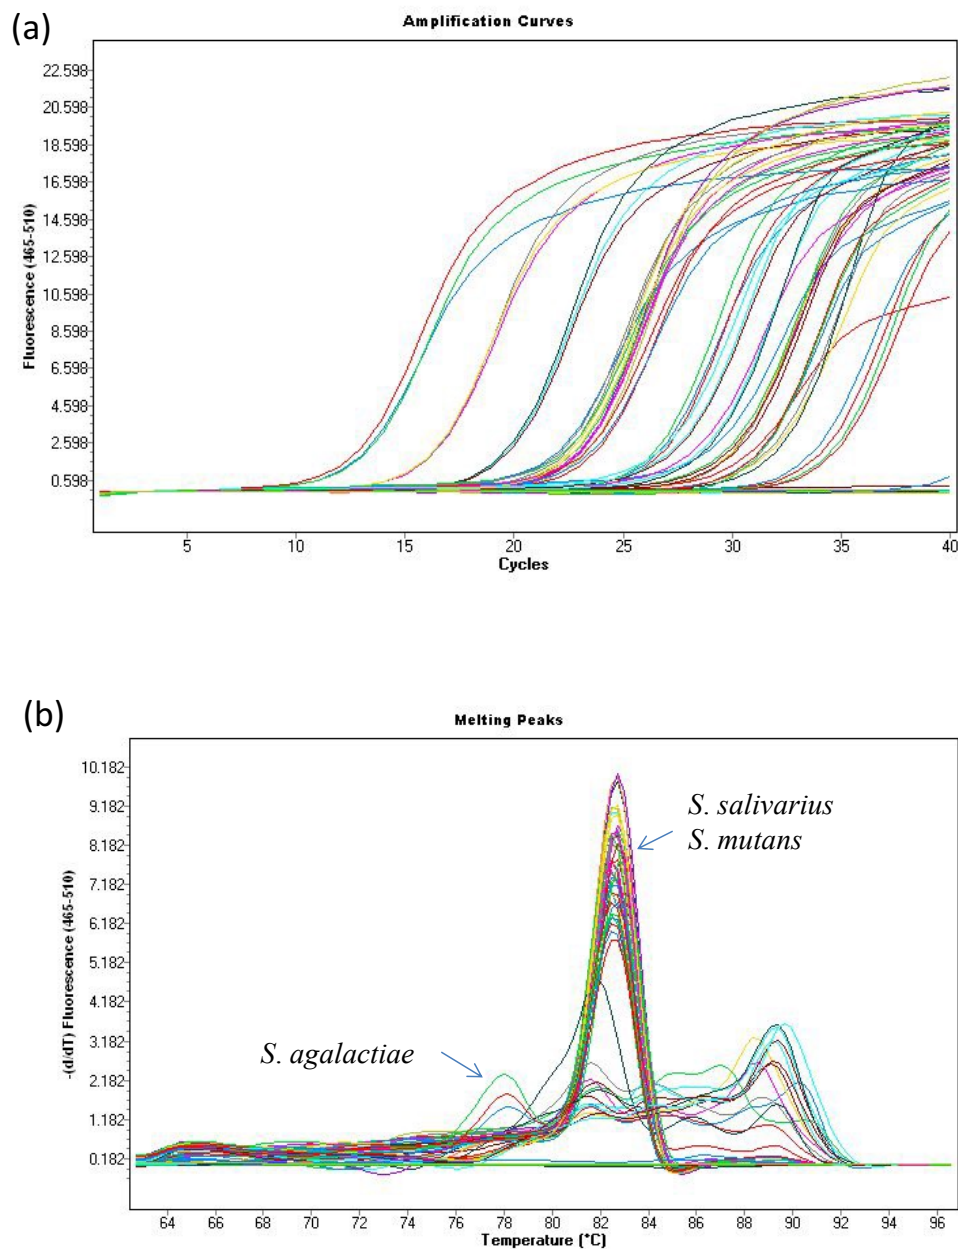 (a)
Amplification Curves
22.598
20.598
18.598
16.598
14.598
12.598
10.598
8.598
6.598
4.598
2.598
0.598
Fluorescence (465-510)
5 10 15 20 25 30 35 40
Cycles
(b)
Melting Peaks
10.182
9.182
8.182
7.182
6.182
5.182
4.182
3.182
2.182
1.182
0.182
-(d/dT) Fluorescence (465-510)
S. salivarius
S. mutans
S. agalactiae
64 66 68 70 72 74 76 78 80 82 84 86 88 90 92 94 96
Temperature (°C)